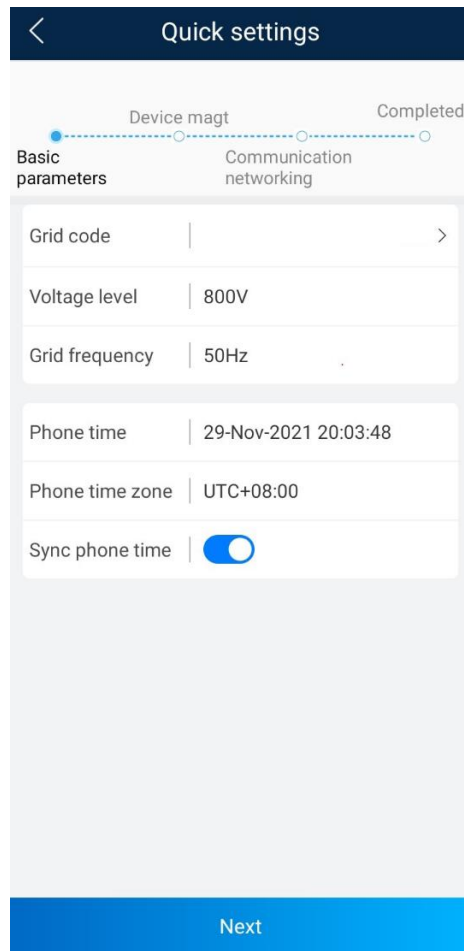 Quick settings
Device magt
Completed
Basic
parameters
Communication
networking
Grid code
Voltage level 800V
Grid frequency 50Hz
Phone time 29-Nov-2021 20:03:48
Phone time zone UTC+08:00
Sync phone time
Next